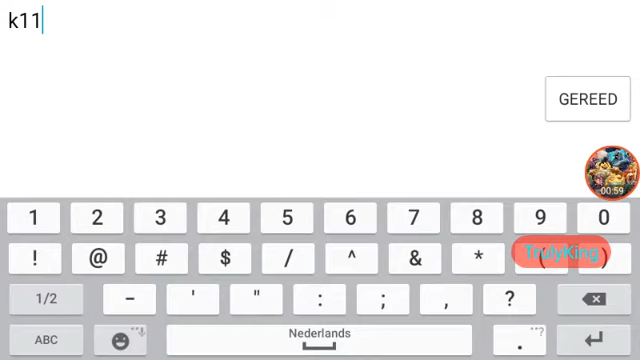 k11
GEREED
00:59
1 2 3 4 5 6 7 8 9 0
! @ # $ / ^ & * ( )
TrulyKing
1/2 - ' " : ; , ?
ABC Nederlands . ?